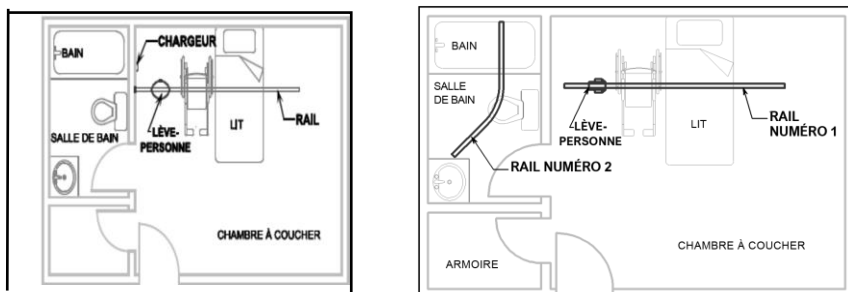 CHARGEUR
BAIN
RAIL
LÈVE-
PERSONNE
LIT
SALLE DE BAIN
CHAMBRE À COUCHER
BAIN
SALLE
DE BAIN
LÈVE-
PERSONNE
LIT
RAIL
NUMÉRO 1
RAIL NUMÉRO 2
CHAMBRE À COUCHER
ARMOIRE